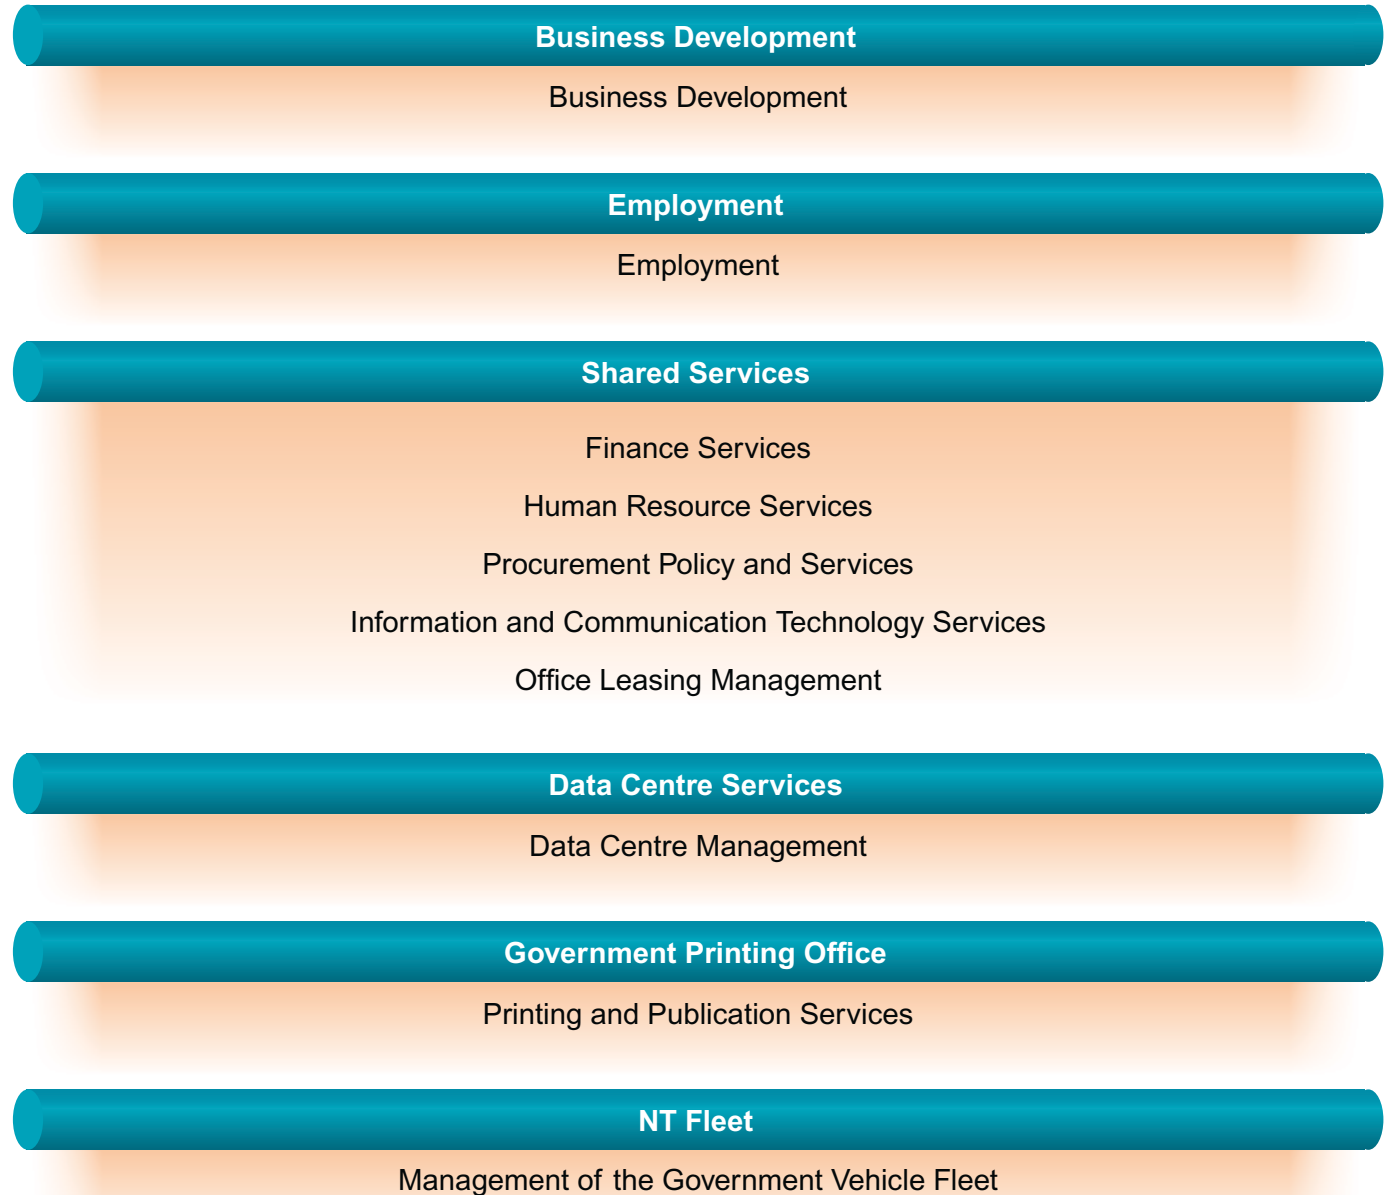 Business Development
Business Development
Employment
Employment
Shared Services
Finance Services
Human Resource Services
Procurement Policy and Services
Information and Communication Technology Services
Office Leasing Management
Data Centre Services
Data Centre Management
Government Printing Office
Printing and Publication Services
NT Fleet
Management of the Government Vehicle Fleet